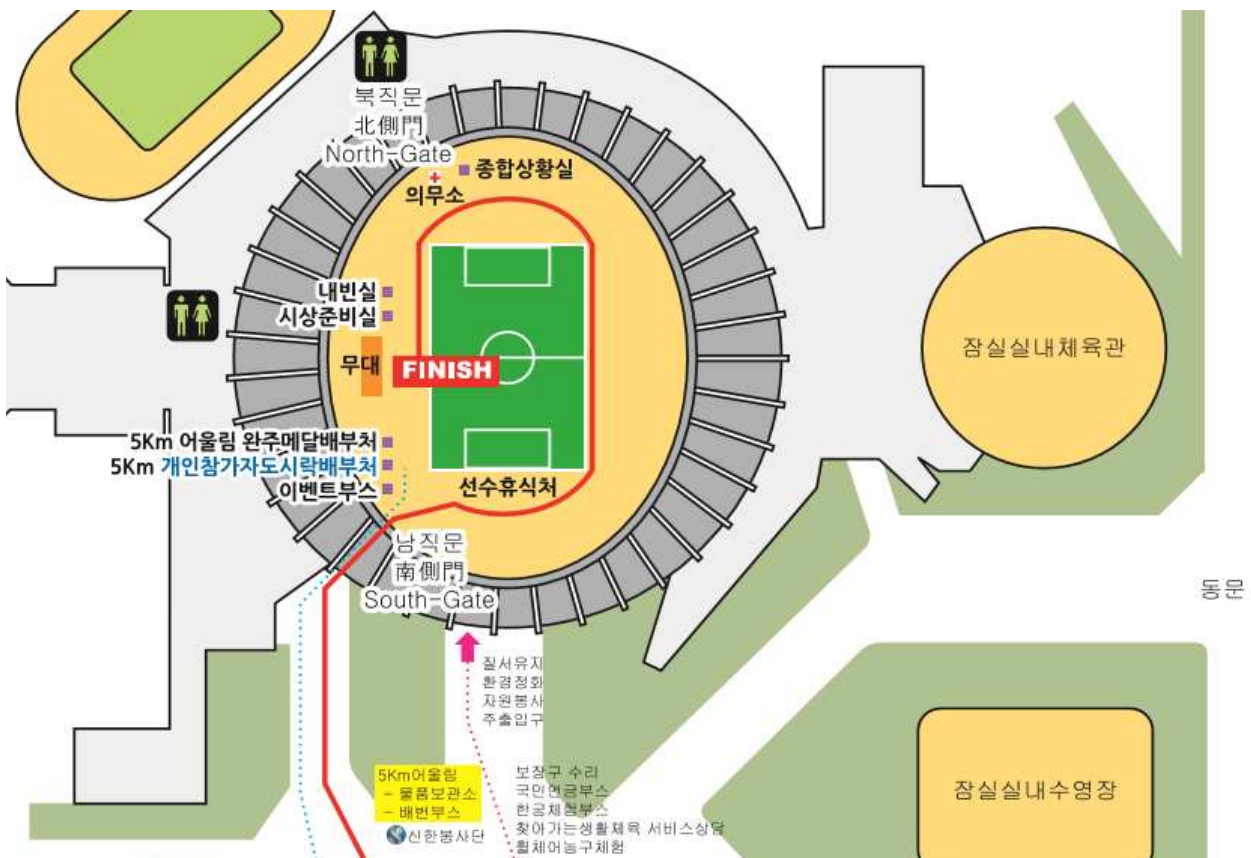 북직문
北側門
North-Gate
종합상황실
의무소
내빈실
시상준비실
무대
FINISH
잠실실내체육관
5Km 어울림 완주메달배부처
5Km 개인참가자도시락배부처
이벤트부스
선수휴식처
남직문
南側門
South-Gate
동문
질서유지
환경정화
자원봉사
주출입구
5Km어울림
- 물품보관소
- 배번부스
신한봉사단
보장구 수리
국민연금부스
한궁체험부스
찾아가는생활체육 서비스상담
휠체어농구체험
잠실실내수영장